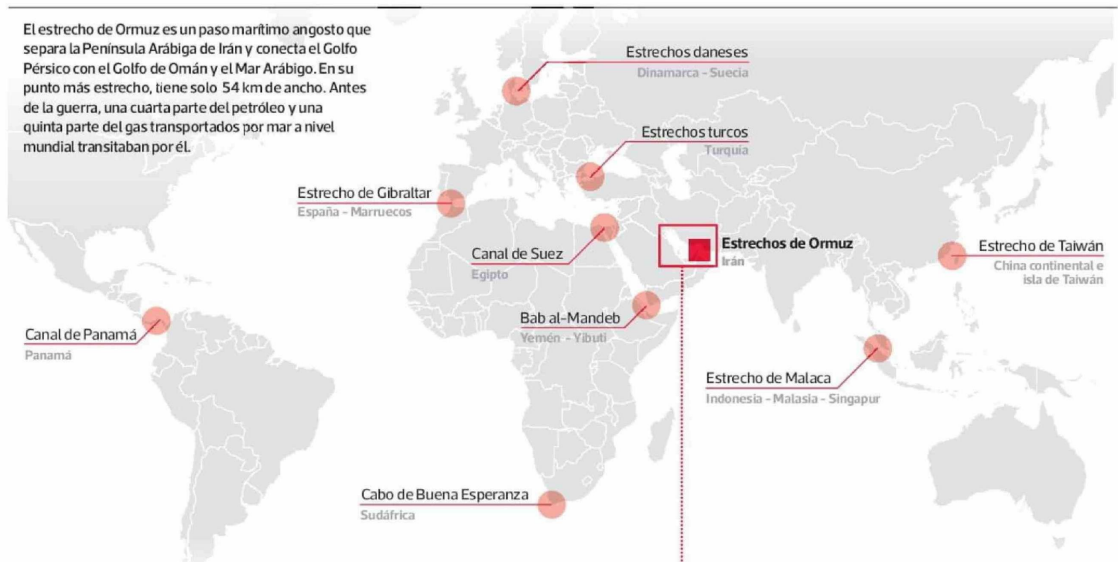 El estrecho de Ormuz es un paso marítimo angosto que
separa la Península Arábiga de Irán y conecta el Golfo
Pérsico con el Golfo de Omán y el Mar Arábigo. En su
punto más estrecho, tiene solo 54 km de ancho. Antes
de la guerra, una cuarta parte del petróleo y una
quinta parte del gas transportados por mar a nivel
mundial transitaban por él.
Estrechos daneses
Dinamarca - Suecia
Estrechos turcos
Turquía
Estrecho de Gibraltar
España - Marruecos
Canal de Suez
Egipto
Estrechos de Ormuz
Irán
Estrecho de Taiwán
China continental e
isla de Taiwán
Bab al-Mandeb
Yemén - Yibuti
Canal de Panamá
Panamá
Estrecho de Malaca
Indonesia - Malasia - Singapur
Cabo de Buena Esperanza
Sudáfrica